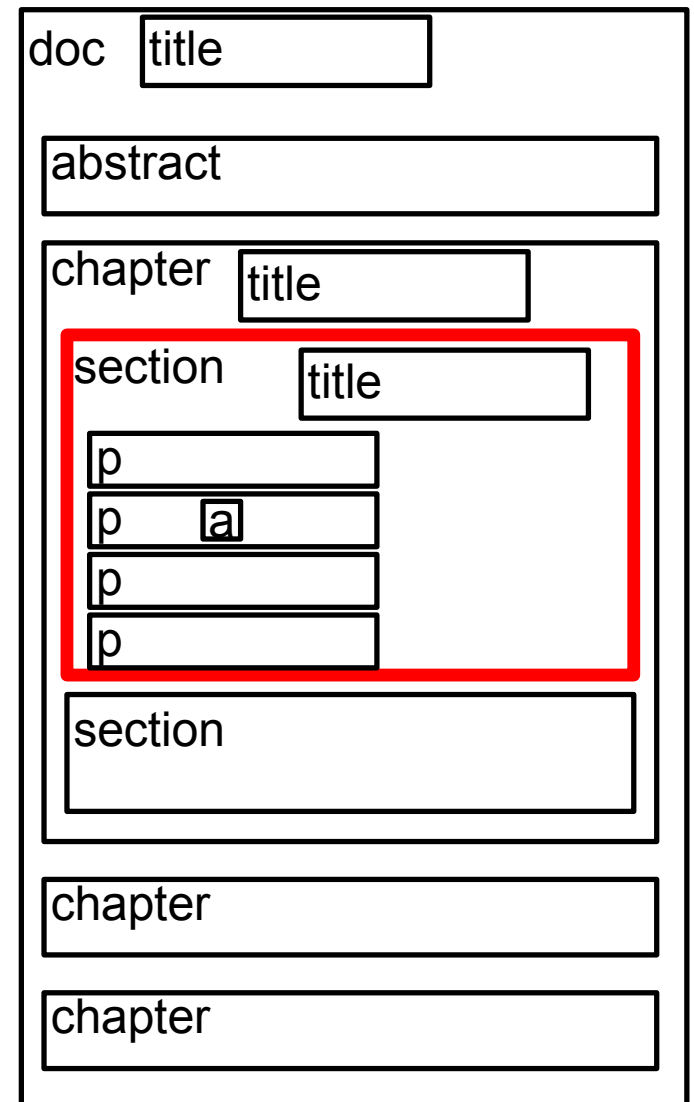 doc title
abstract
chapter title
section title
p
p a
p
p
section
chapter
chapter